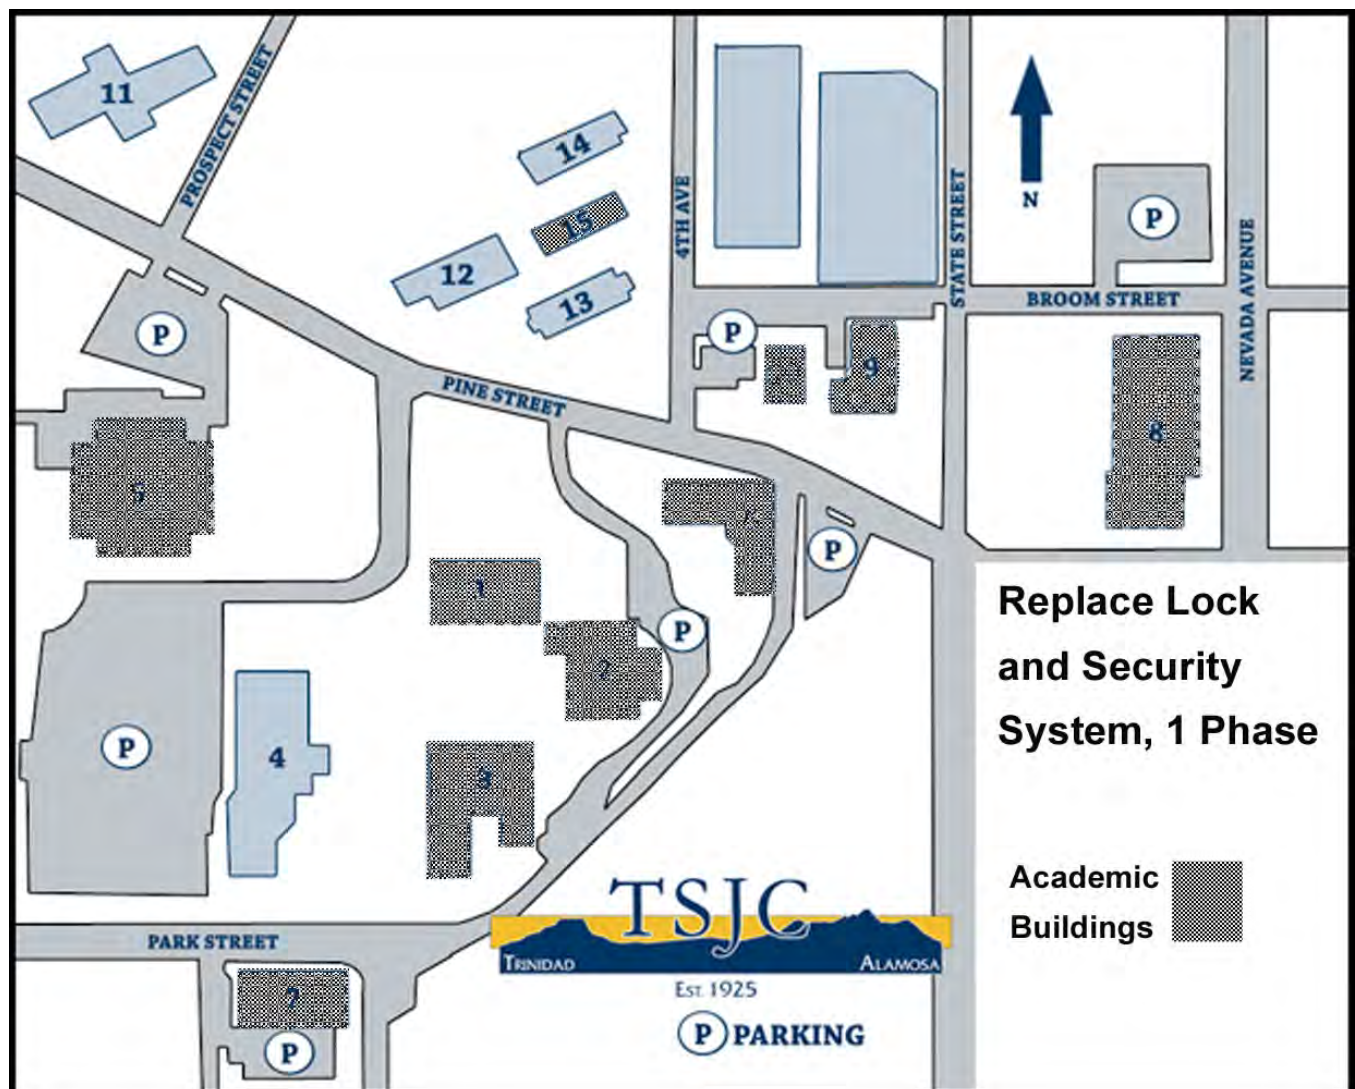 11
PROSPECT STREET
14
15
12
13
4TH AVE
STATE STREET
N
P
NEVADA AVENUE
BROOM STREET
P
P
9
8
PINE STREET
5
P
1
P
2
P
4
3
Replace Lock
and Security
System, 1 Phase
Academic
Buildings
PARK STREET
TSJC
TRINIDAD
ALAMOSA
EST. 1925
P PARKING
7
P